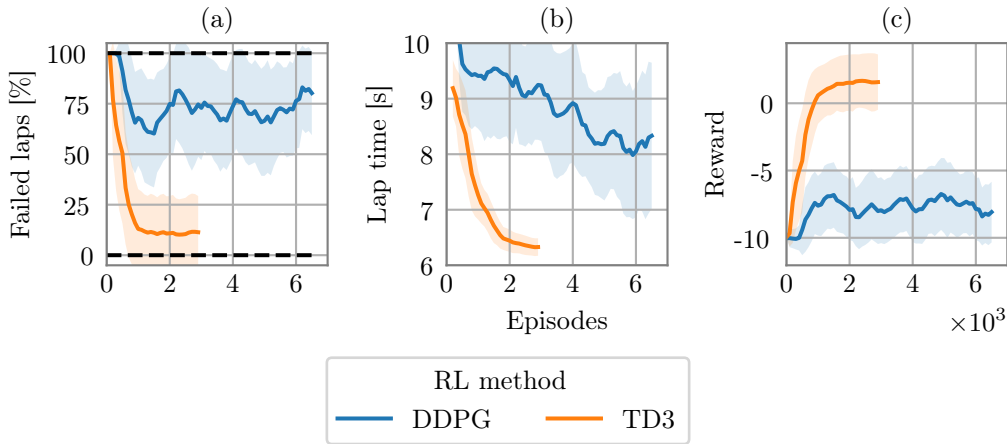 (a) (b) (c)
Failed laps [%]
100
75
50
25
0
0 2 4 6
Lap time [s]
10
9
8
7
6
0 2 4 6
Episodes
Reward
0
-5
-10
0 2 4 6
×10³
RL method
DDPG TD3